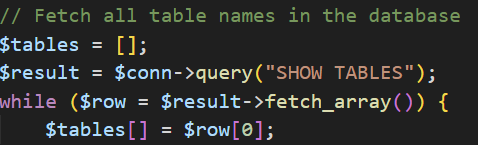 // Fetch all table names in the database
$tables = [];
$result = $conn->query("SHOW TABLES");
while ($row = $result->fetch_array()) {
    $tables[] = $row[0];